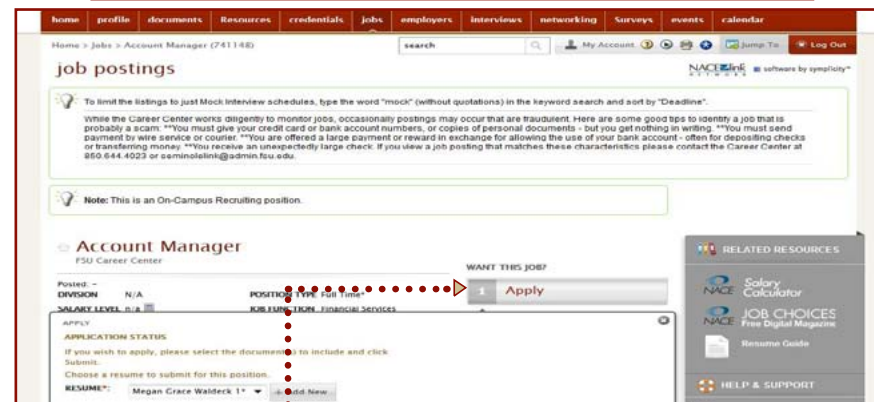 home profile documents Resources credentials jobs employers interviews networking Surveys events calendar
Home > Jobs > Account Manager (741148)
search
My Account
Jump To
Log Out
job postings
NACElink NETWORK software by symplicity™
To limit the listings to just Mock Interview schedules, type the word "mock" (without quotations) in the keyword search and sort by "Deadline".
While the Career Center works diligently to monitor jobs, occasionally postings may occur that are fraudulent. Here are some good tips to identify a job that is
probably a scam: **You must give your credit card or bank account numbers, or copies of personal documents - but you get nothing in writing. **You must send
payment by wire service or courier. **You are offered a large payment or reward in exchange for allowing the use of your bank account - often for depositing checks
or transferring money. **You receive an unexpectedly large check. If you view a job posting that matches these characteristics please contact the Career Center at
850.644.4023 or seminolelink@admin.fsu.edu.
Note: This is an On-Campus Recruiting position.
Account Manager
FSU Career Center
WANT THIS JOB?
1 Apply
RELATED RESOURCES
Posted: -
DIVISION N/A
POSITION TYPE Full Time*
SALARY LEVEL n/a
JOB FUNCTION Financial Services
NACE Salary Calculator
NACE JOB CHOICES
Free Digital Magazine
Resume Guide
HELP & SUPPORT
APPLY
APPLICATION STATUS
If you wish to apply, please select the document(s) to include and click
Submit.
Choose a resume to submit for this position.
RESUME*: Megan Grace Waldeck 1* + Add New